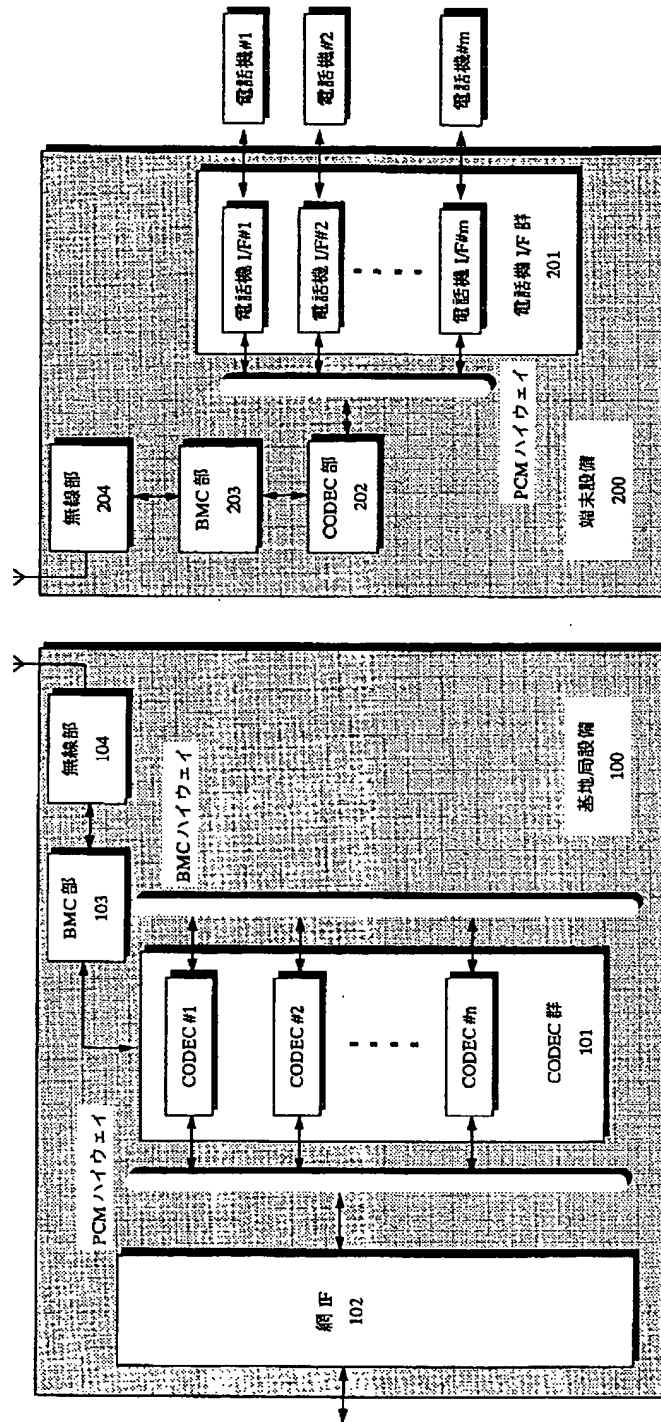 網 IF
102
PCM ハイウェイ
CODEC #1
CODEC #2
CODEC #n
CODEC 群
101
BMC 部
103
無線部
104
BMC ハイウェイ
基地局設備
100
無線部
204
BMC 部
203
CODEC 部
202
PCM ハイウェイ
端末設備
200
電話機 I/F#1
電話機 I/F#2
電話機 I/F#m
電話機 I/F 群
201
電話機#1
電話機#2
電話機#m